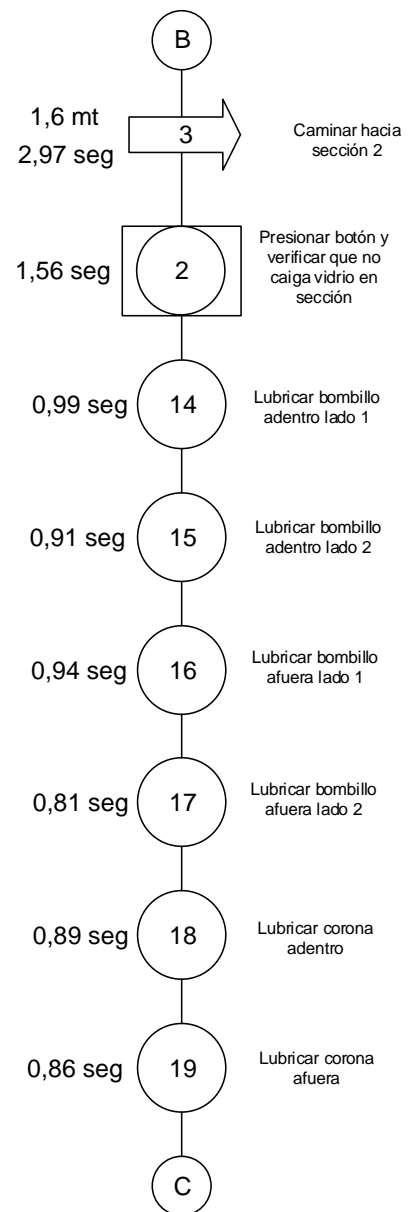 B
1,6 mt
2,97 seg
3
Caminar hacia
sección 2
1,56 seg
2
Presionar botón y
verificar que no
caiga vidrio en
sección
0,99 seg
14
Lubricar bombillo
adentro lado 1
0,91 seg
15
Lubricar bombillo
adentro lado 2
0,94 seg
16
Lubricar bombillo
afuera lado 1
0,81 seg
17
Lubricar bombillo
afuera lado 2
0,89 seg
18
Lubricar corona
adentro
0,86 seg
19
Lubricar corona
afuera
C